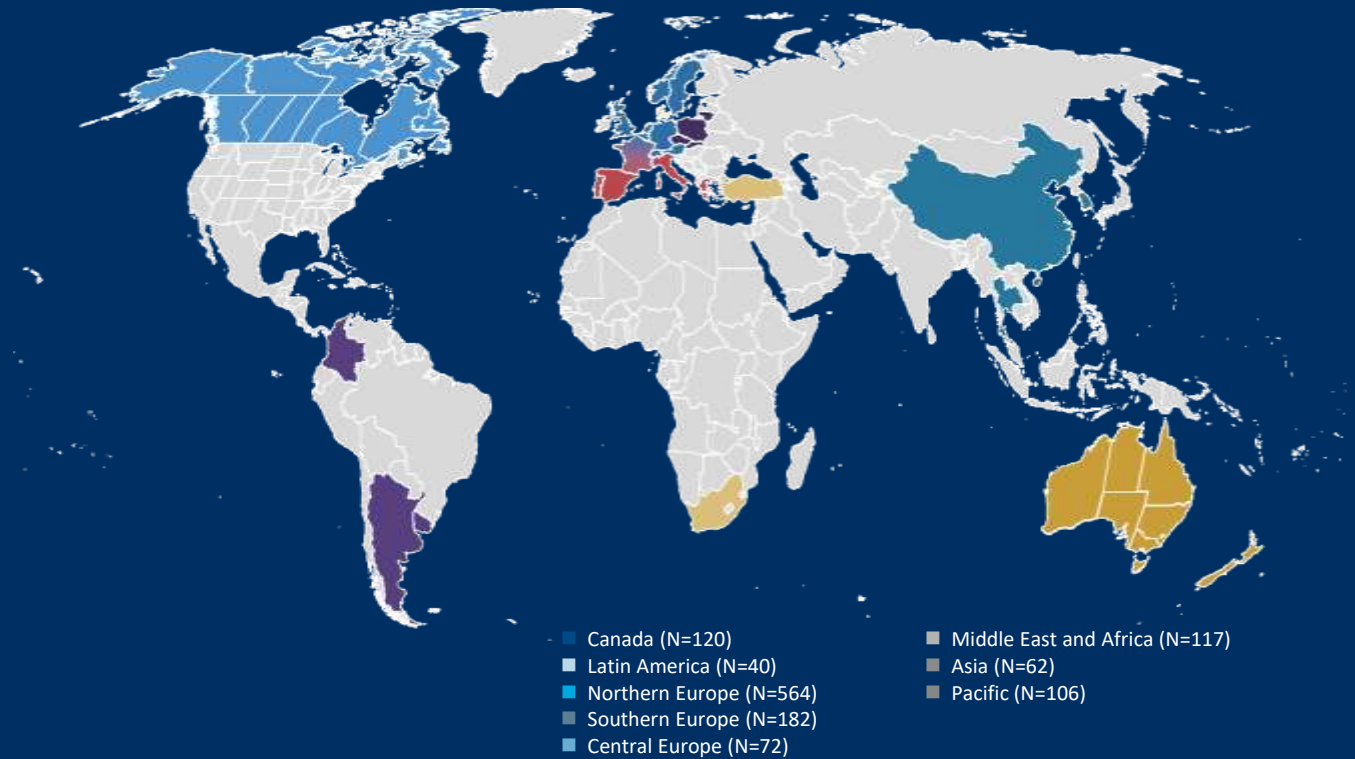 Canada (N=120)
Latin America (N=40)
Northern Europe (N=564)
Southern Europe (N=182)
Central Europe (N=72)
Middle East and Africa (N=117)
Asia (N=62)
Pacific (N=106)